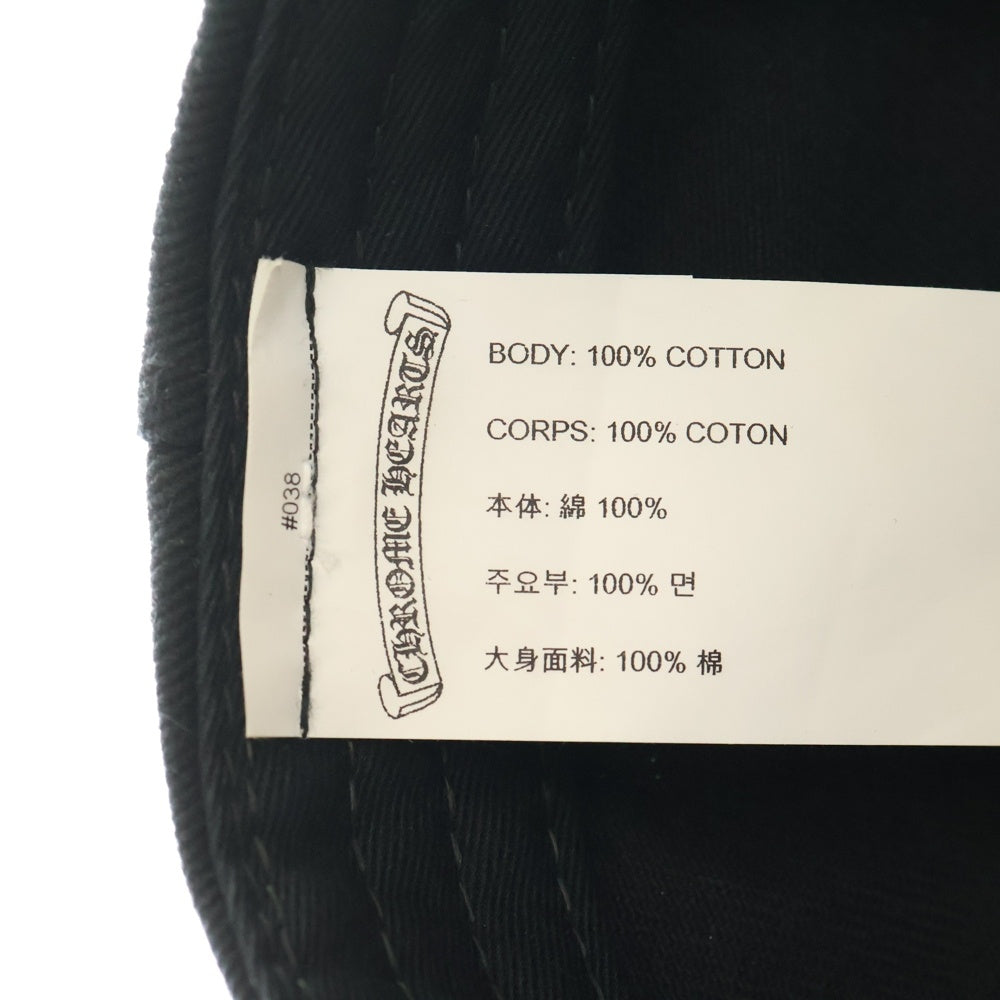 #038
CHROME HEARTS
BODY: 100% COTTON
CORPS: 100% COTON
本体: 綿 100%
주요부: 100% 면
大身面料: 100% 棉